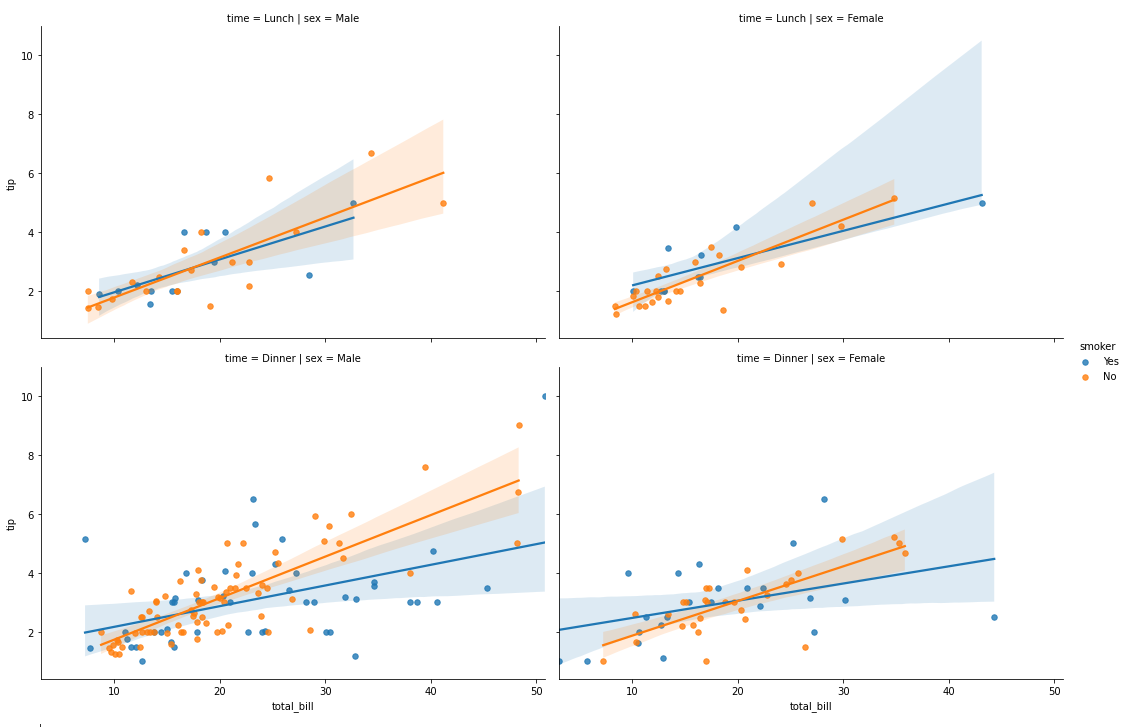 time = Lunch | sex = Male
time = Lunch | sex = Female
10
8
6
4
2
tip
smoker
Yes
No
time = Dinner | sex = Male
time = Dinner | sex = Female
10
8
6
4
2
tip
10 20 30 40 50
10 20 30 40 50
total_bill
total_bill